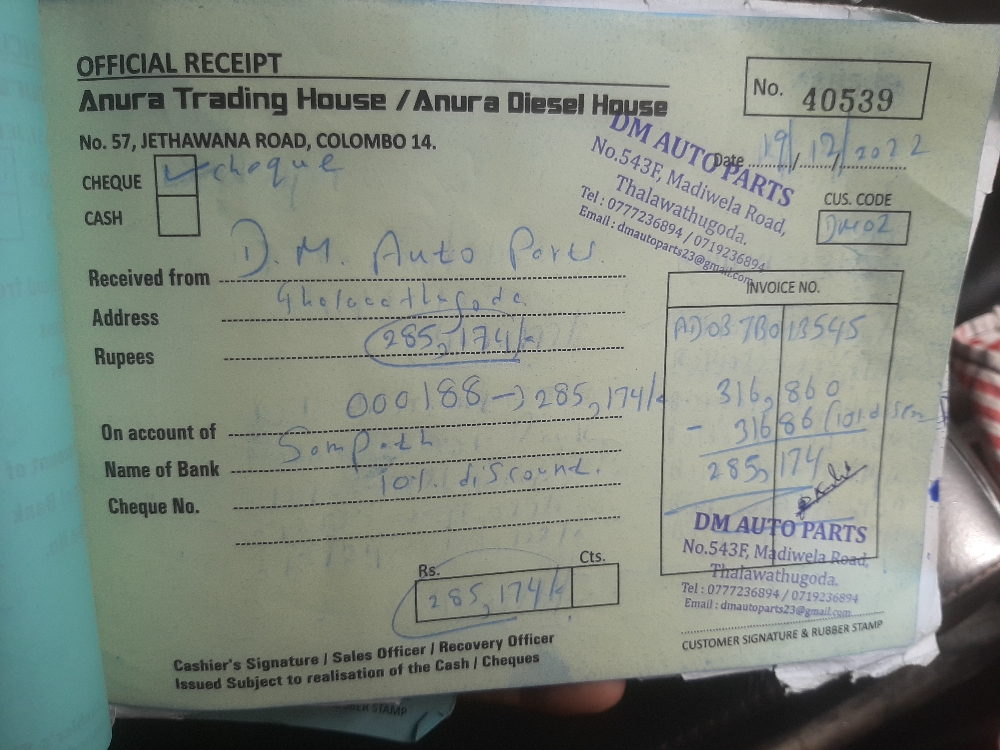 OFFICIAL RECEIPT
Anura Trading House / Anura Diesel House
No. 57, JETHAWANA ROAD, COLOMBO 14.
No. 40539
Date 19/12/2022
CHEQUE cheque
CASH
CUS. CODE
DM02
DM AUTO PARTS
No.543F, Madiwela Road,
Thalawathugoda.
Tel : 0777236894 / 0719236894
Email : dmautoparts23@gmail.com
Received from D. M. Auto Parts.
Address
Rupees 285,174/=
000188 → 285,174/=
On account of
Name of Bank Sampath
10% discount.
Cheque No.
INVOICE NO.
AD037B013545
316,860
- 31686 (10%
285,174
Rs. Cts.
285,174/=
DM AUTO PARTS
No.543F, Madiwela Road,
Thalawathugoda.
Tel : 0777236894 / 0719236894
Email : dmautoparts23@gmail.com
CUSTOMER SIGNATURE & RUBBER STAMP
Cashier's Signature / Sales Officer / Recovery Officer
Issued Subject to realisation of the Cash / Cheques
RUBBER STAMP